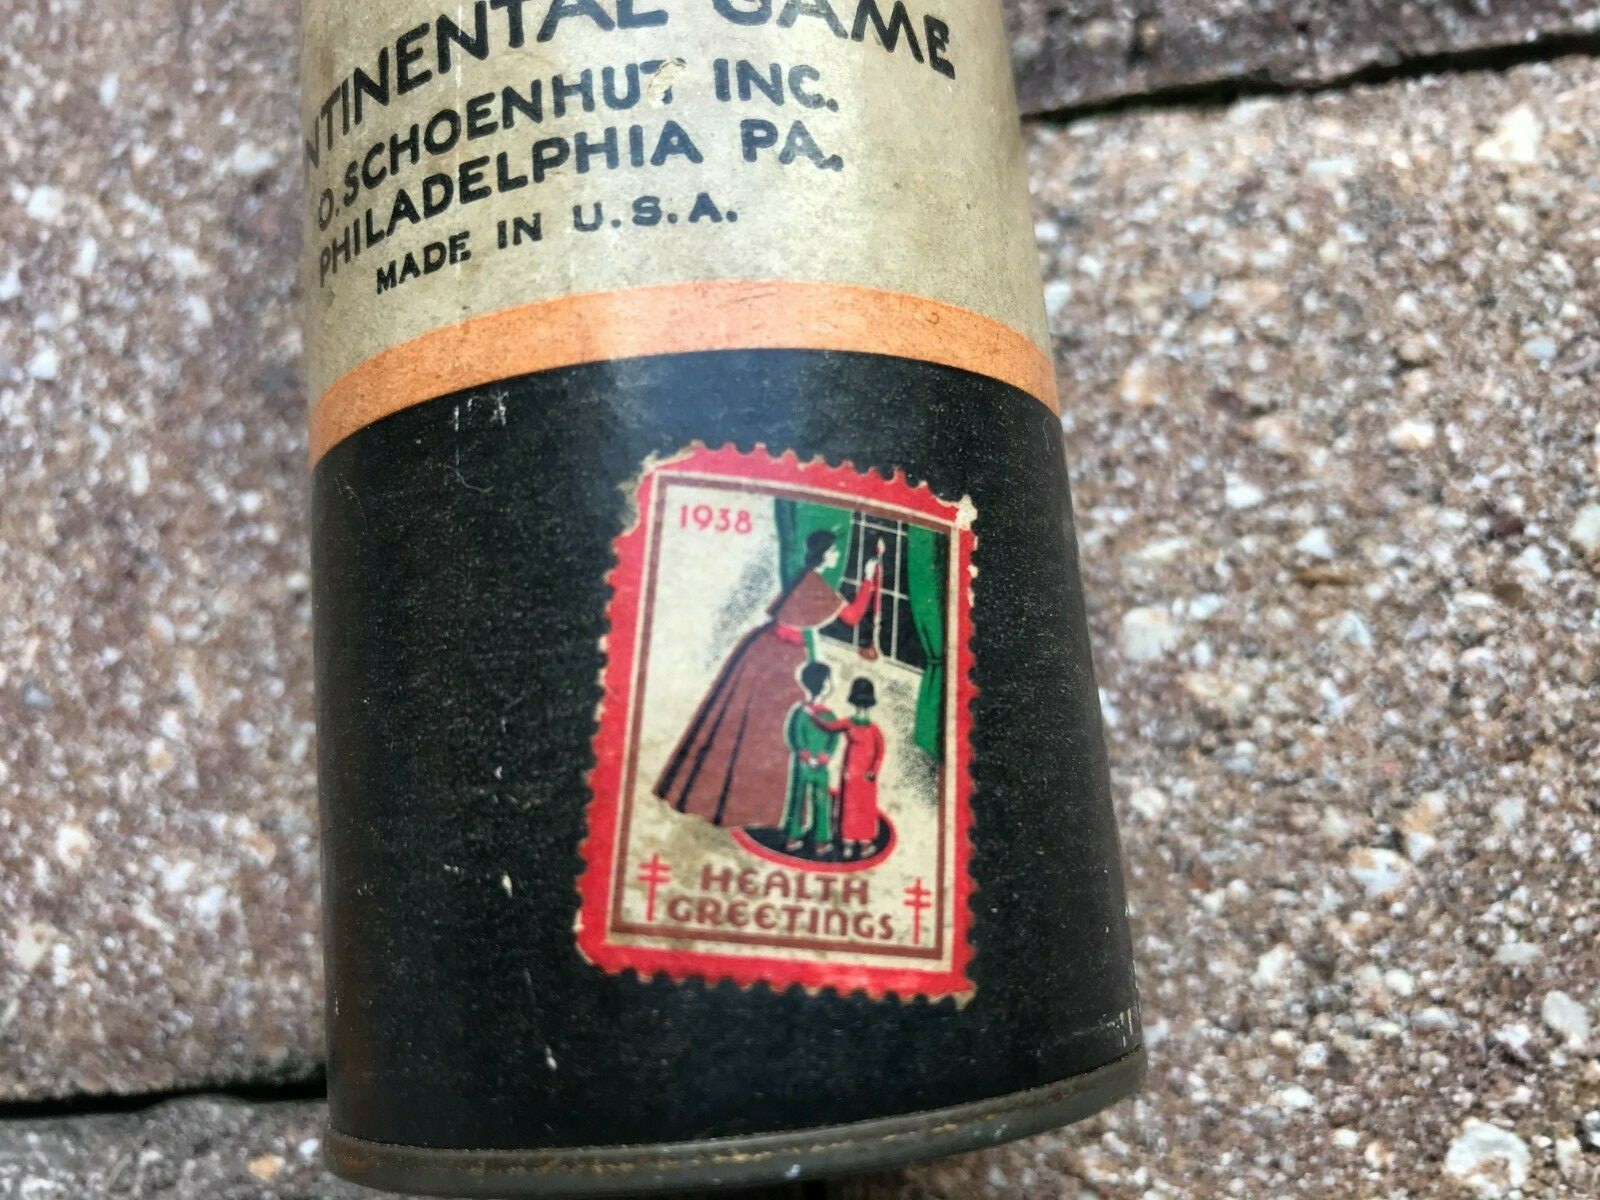 NTINENTAL GAME
O. SCHOENHUT INC.
PHILADELPHIA PA.
MADE IN U.S.A.
1938
HEALTH
GREETINGS